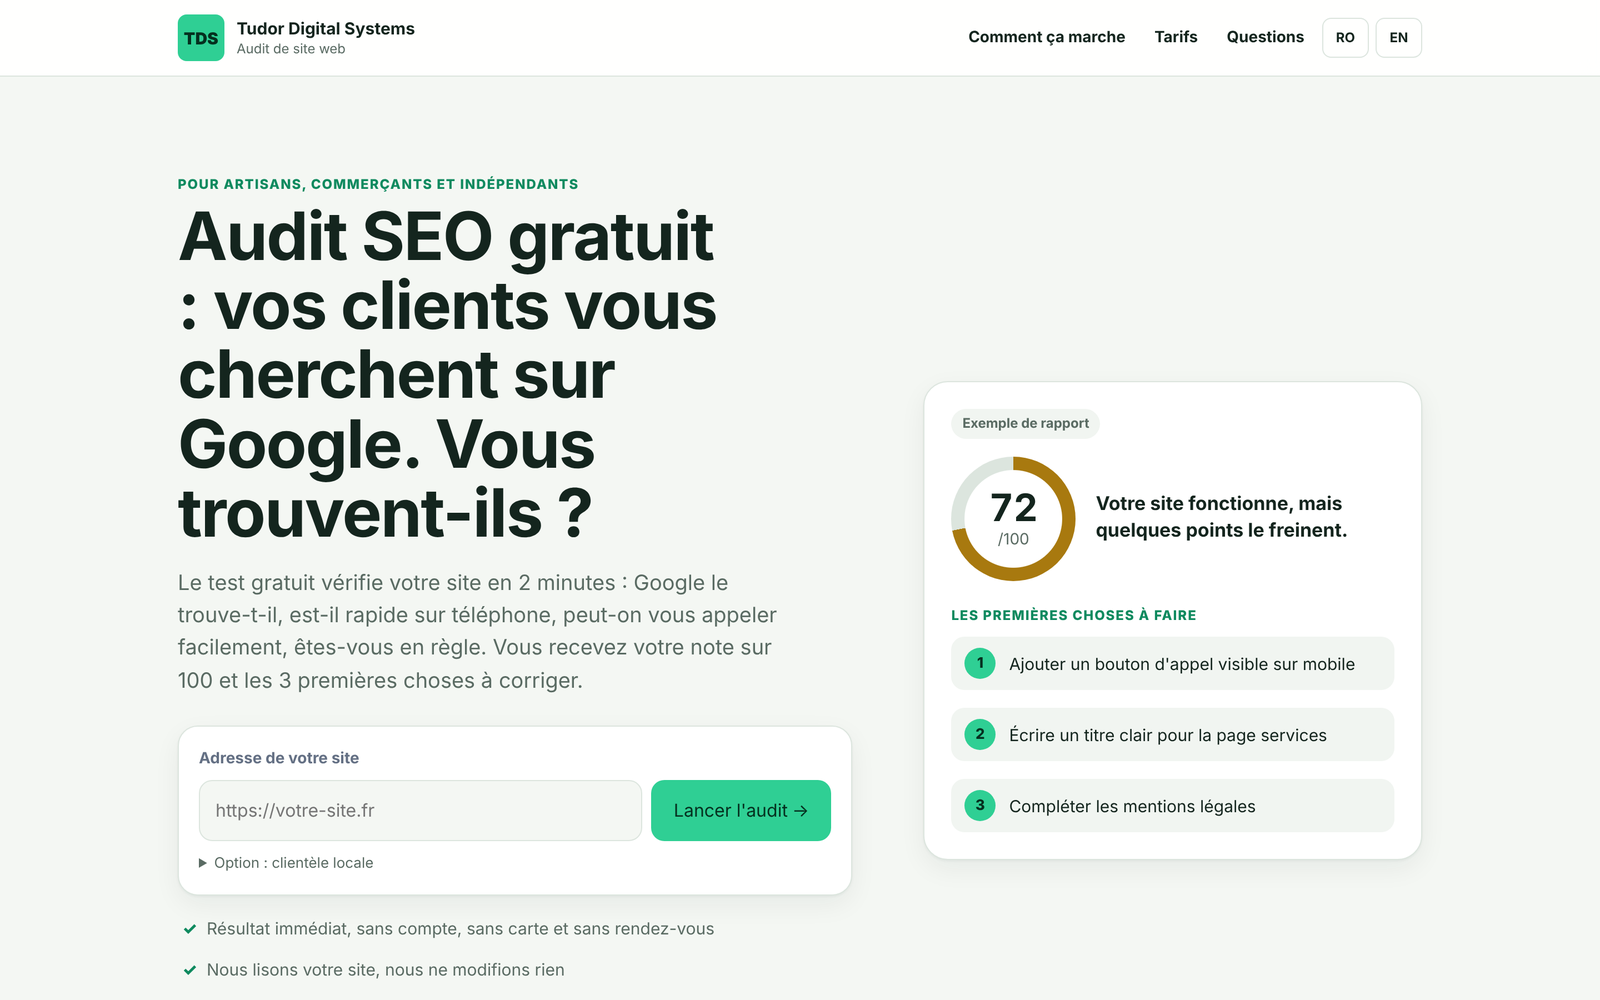 TDS
Tudor Digital Systems
Audit de site web
Comment ça marche
Tarifs
Questions
RO
EN
POUR ARTISANS, COMMERÇANTS ET INDÉPENDANTS
Audit SEO gratuit
: vos clients vous
cherchent sur
Google. Vous
trouvent-ils ?
Le test gratuit vérifie votre site en 2 minutes : Google le
trouve-t-il, est-il rapide sur téléphone, peut-on vous appeler
facilement, êtes-vous en règle. Vous recevez votre note sur
100 et les 3 premières choses à corriger.
Adresse de votre site
https://votre-site.fr
Lancer l'audit →
Option : clientèle locale
Résultat immédiat, sans compte, sans carte et sans rendez-vous
Nous lisons votre site, nous ne modifions rien
Exemple de rapport
72
/100
Votre site fonctionne, mais
quelques points le freinent.
LES PREMIÈRES CHOSES À FAIRE
1 Ajouter un bouton d'appel visible sur mobile
2 Écrire un titre clair pour la page services
3 Compléter les mentions légales